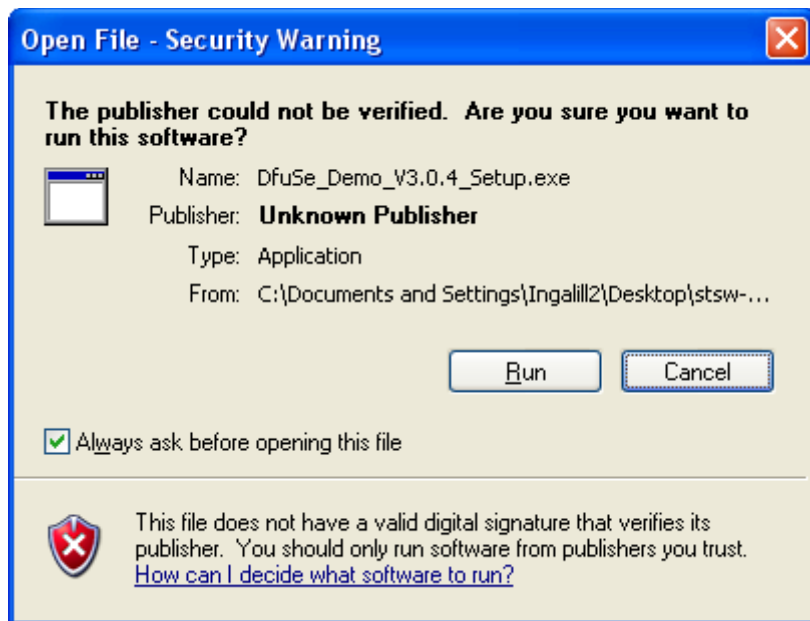 Open File - Security Warning
The publisher could not be verified.  Are you sure you want to
run this software?
Name: DfuSe_Demo_V3.0.4_Setup.exe
Publisher: Unknown Publisher
Type: Application
From: C:\Documents and Settings\Ingalill2\Desktop\stsw-...
Run Cancel
Always ask before opening this file
This file does not have a valid digital signature that verifies its
publisher.  You should only run software from publishers you trust.
How can I decide what software to run?